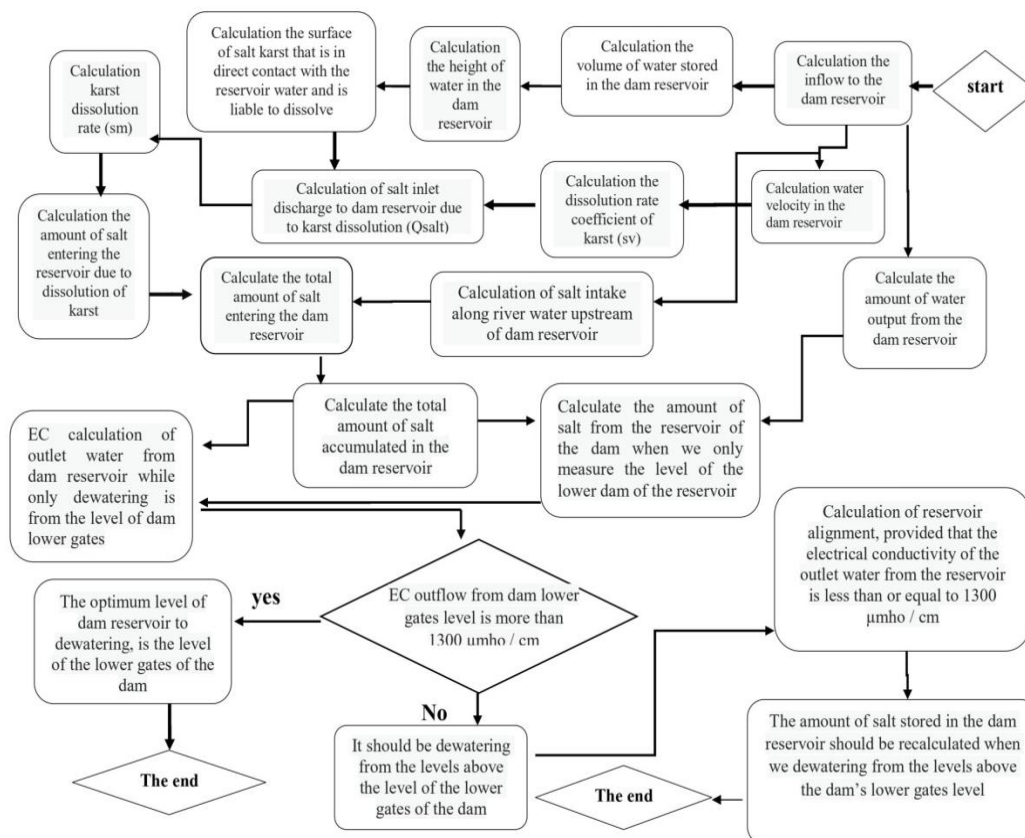 start
Calculation the
inflow to the
dam reservoir
Calculation the
volume of water stored
in the dam reservoir
Calculation
the height of
water in the
dam
reservoir
Calculation the surface
of salt karst that is in
direct contact with the
reservoir water and is
liable to dissolve
Calculation
karst
dissolution
rate (sm)
Calculation of salt inlet
discharge to dam reservoir due
to karst dissolution (Qsalt)
Calculation the
dissolution rate
coefficient of
karst (sv)
Calculation water
velocity in the
dam reservoir
Calculation the
amount of salt
entering the
reservoir due to
dissolution of
karst
Calculate the total
amount of salt
entering the dam
reservoir
Calculation of salt intake
along river water upstream
of dam reservoir
Calculate the
amount of water
output from the
dam reservoir
Calculate the total
amount of salt
accumulated in the
dam reservoir
Calculate the amount of
salt from the reservoir of
the dam when we only
measure the level of the
lower dam of the reservoir
EC calculation of
outlet water from
dam reservoir while
only dewatering is
from the level of dam
lower gates
EC outflow from dam lower
gates level is more than
1300 µmho / cm
yes
The optimum level of
dam reservoir to
dewatering, is the level
of the lower gates of the
dam
The end
No
It should be dewatering
from the levels above
the level of the lower
gates of the dam
Calculation of reservoir
alignment, provided that the
electrical conductivity of the
outlet water from the reservoir
is less than or equal to 1300
µmho / cm
The amount of salt stored in the dam
reservoir should be recalculated when
we dewatering from the levels above
the dam's lower gates level
The end